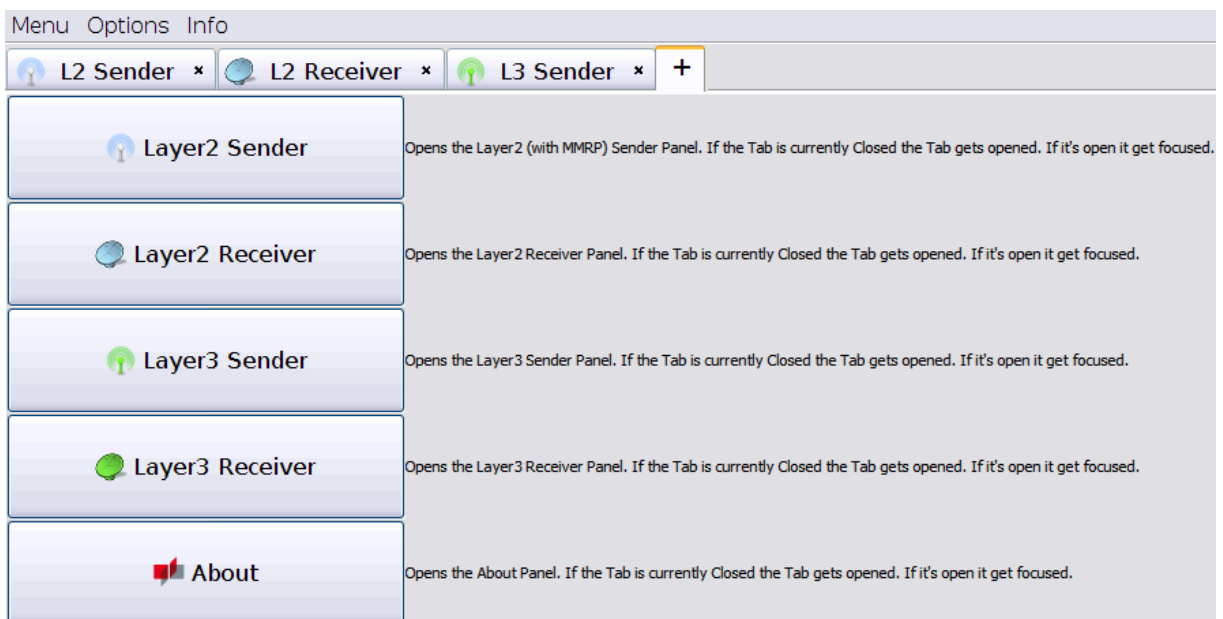 Menu Options Info
L2 Sender × L2 Receiver × L3 Sender × +
Layer2 Sender Opens the Layer2 (with MMRP) Sender Panel. If the Tab is currently Closed the Tab gets opened. If it's open it get focused.
Layer2 Receiver Opens the Layer2 Receiver Panel. If the Tab is currently Closed the Tab gets opened. If it's open it get focused.
Layer3 Sender Opens the Layer3 Sender Panel. If the Tab is currently Closed the Tab gets opened. If it's open it get focused.
Layer3 Receiver Opens the Layer3 Receiver Panel. If the Tab is currently Closed the Tab gets opened. If it's open it get focused.
About Opens the About Panel. If the Tab is currently Closed the Tab gets opened. If it's open it get focused.